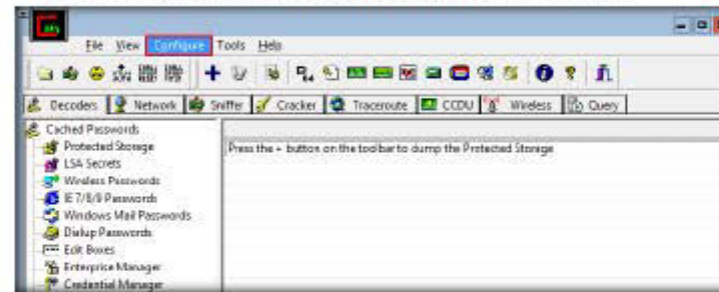 File View Configure Tools Help
Decoders Network Sniffer Cracker Traceroute CCDU Wireless Query
Cached Passwords
Protected Storage
Press the + button on the toolbar to dump the Protected Storage
LSA Secrets
Wireless Passwords
IE 7/8/9 Passwords
Windows Mail Passwords
Dialup Passwords
Edit Boxes
Enterprise Manager
Credential Manager